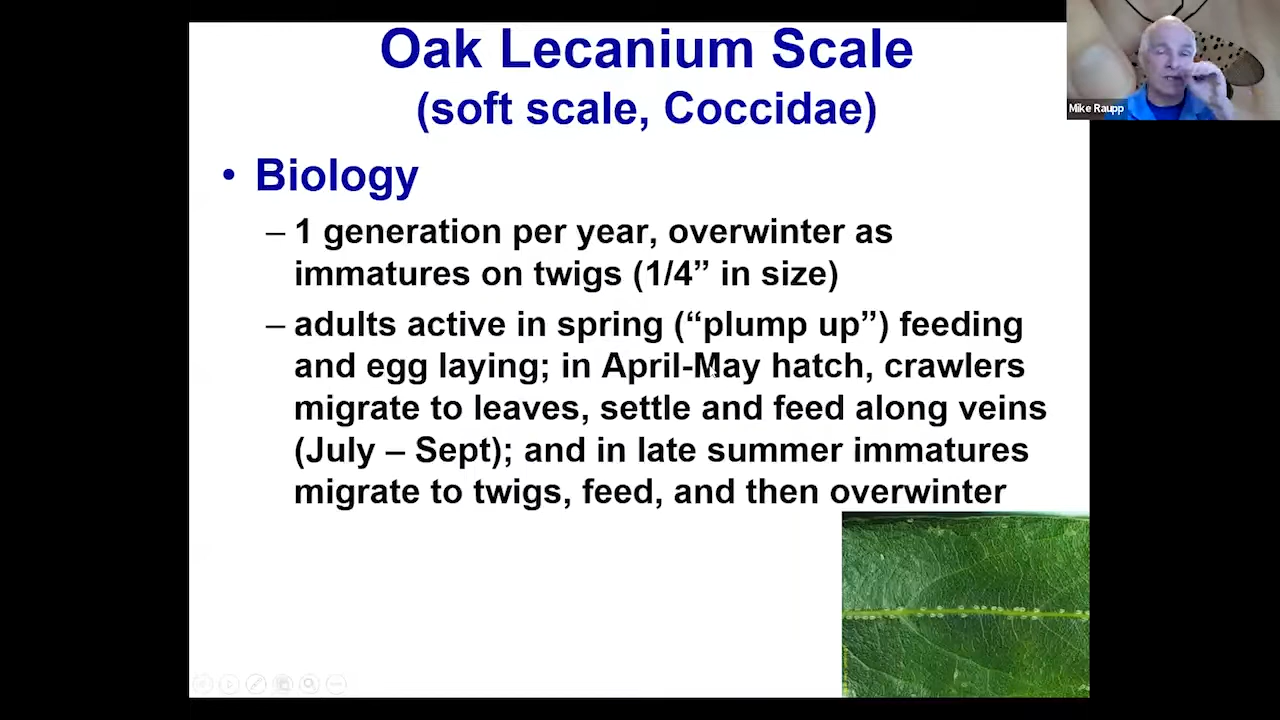 Oak Lecanium Scale
(soft scale, Coccidae)
• Biology
– 1 generation per year, overwinter as
immatures on twigs (1/4” in size)
– adults active in spring (“plump up”) feeding
and egg laying; in April-May hatch, crawlers
migrate to leaves, settle and feed along veins
(July – Sept); and in late summer immatures
migrate to twigs, feed, and then overwinter
Mike Raupp